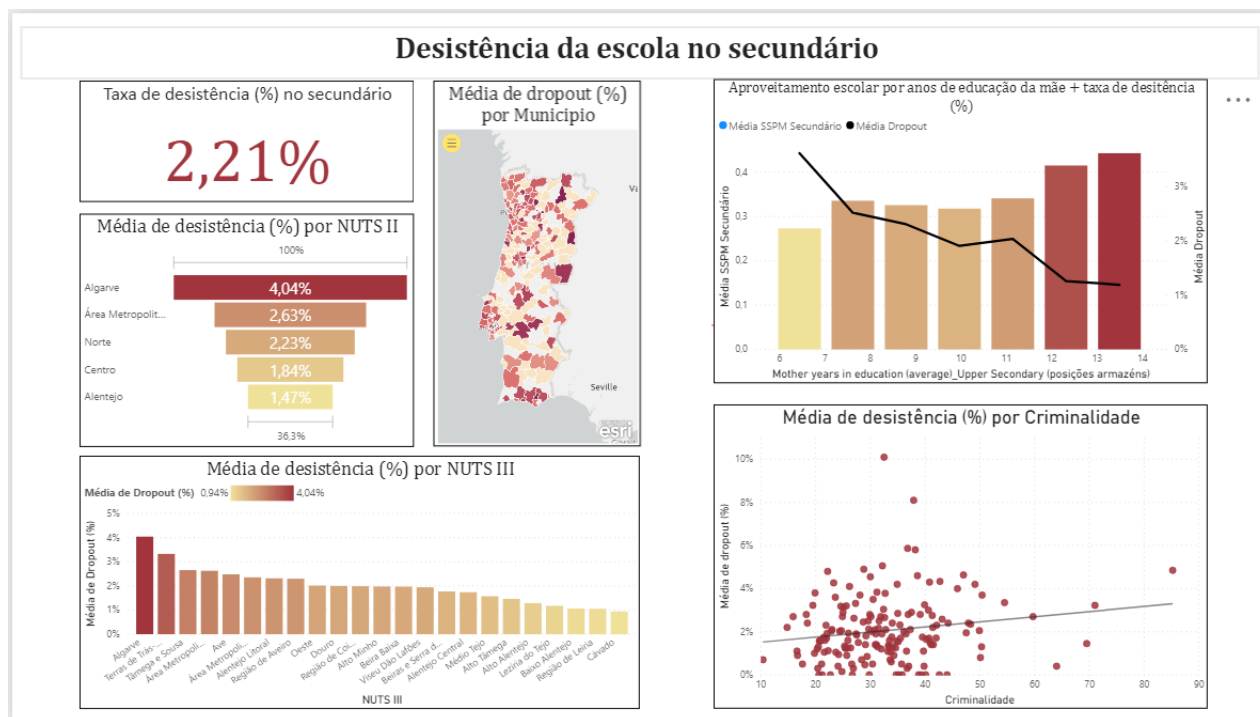 Desistência da escola no secundário
Taxa de desistência (%) no secundário
2,21%
Média de desistência (%) por NUTS II
100%
Algarve
4,04%
Área Metropolit...
2,63%
Norte
2,23%
Centro
1,84%
Alentejo
1,47%
36,3%
Média de dropout (%)
por Municipio
Seville
esri
Aproveitamento escolar por anos de educação da mãe + taxa de desitência
(%)
Média SSPM Secundário Média Dropout
Média SSPM Secundário
0,4
0,3
0,2
0,1
0,0
3%
2%
1%
0%
Média Dropout
6 7 8 9 10 11 12 13 14
Mother years in education (average)_Upper Secondary (posições armazéns)
Média de desistência (%) por NUTS III
Média de Dropout (%) 0,94% 4,04%
Média de Dropout (%)
5%
4%
3%
2%
1%
0%
Algarve
Terras de Trás-...
Tâmega e Sousa
Área Metropoli...
Ave
Área Metropoli...
Alentejo Litoral
Região de Aveiro
Oeste
Douro
Região de Coi...
Alto Minho
Beira Baixa
Viseu Dão Lafões
Beiras e Serra d...
Alentejo Central
Médio Tejo
Alto Tâmega
Alto Alentejo
Lezíria do Tejo
Baixo Alentejo
Região de Leiria
Cávado
NUTS III
Média de desistência (%) por Criminalidade
Média de dropout (%)
10%
8%
6%
4%
2%
0%
10 20 30 40 50 60 70 80 90
Criminalidade